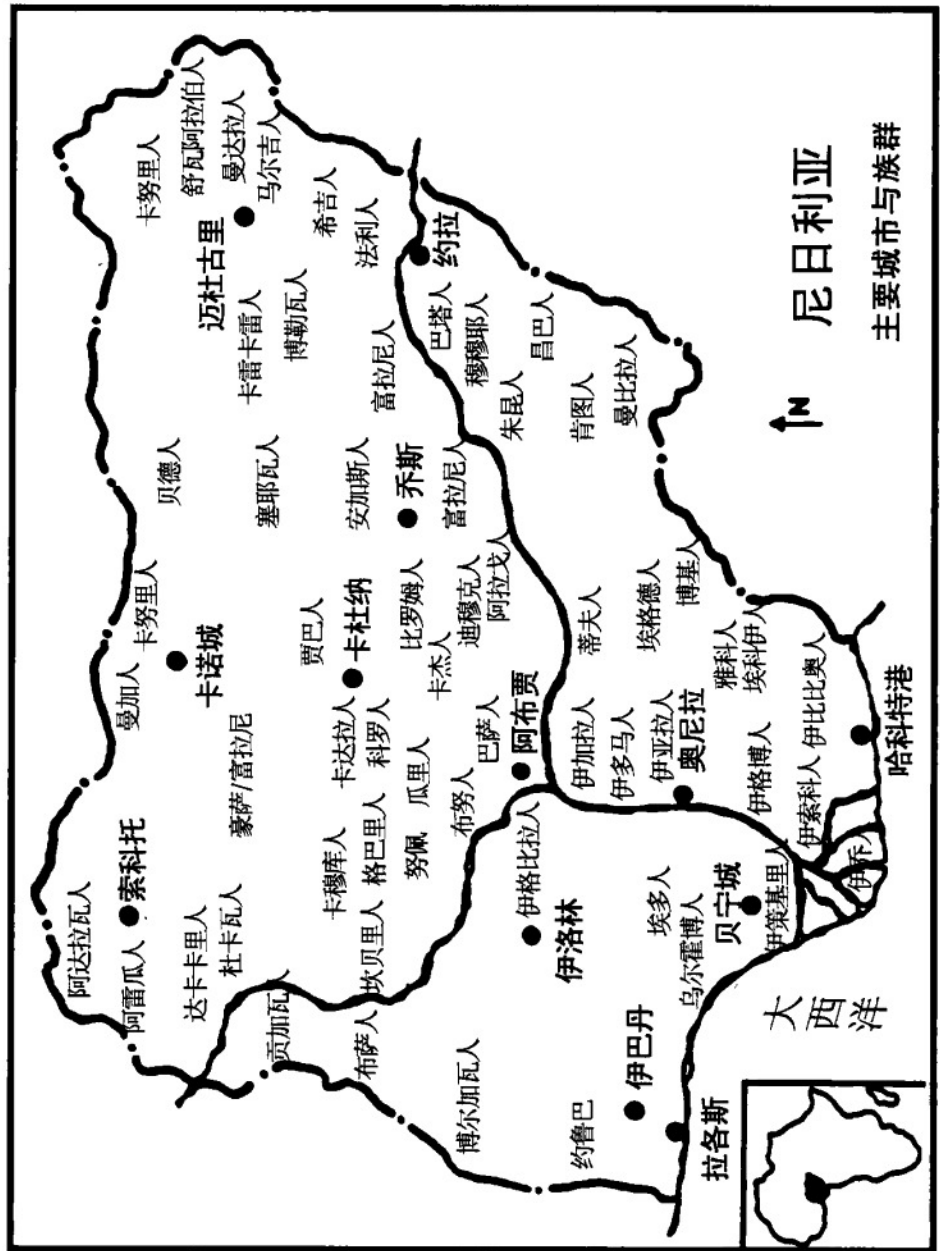 尼日利亚
主要城市与族群
N
阿达拉瓦人
阿雷瓜人
索科托
达卡卡里人
杜卡瓦人
曼加人
卡努里人
卡诺城
豪萨/富拉尼
贝德人
卡努里人
舒瓦阿拉伯人
曼达拉人
马尔吉人
迈杜古里
卡雷卡雷人
博勒瓦人
希吉人
法利人
塞耶瓦人
贾巴人
贡加瓦人
卡穆库人
卡达拉人
卡杜纳
安加斯人
富拉尼人
坎贝里人
格巴里人
科罗人
比罗姆人
乔斯
约拉
布萨人
努佩
瓜里人
卡杰人
富拉尼人
巴塔人
穆穆耶人
博尔加瓦人
布努人
巴萨人
迪穆克人
阿拉戈人
朱昆人
昌巴人
阿布贾
伊格比拉人
伊洛林
伊加拉人
蒂夫人
肯图人
曼比拉人
约鲁巴
伊多马人
伊亚拉人
埃格德人
博基人
伊巴丹
埃多人
乌尔霍博人
奥尼拉
拉各斯
贝宁城
伊策基里人
伊格博人
雅科人
埃科伊人
伊索科人
伊比比奥人
伊乔人
哈科特港
大西洋